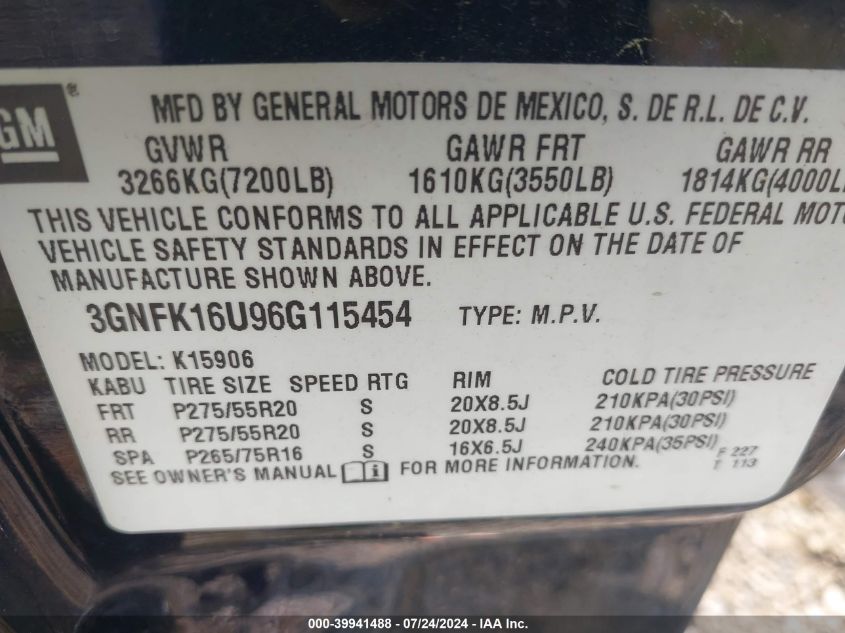 GM®
MFD BY GENERAL MOTORS DE MEXICO, S. DE R.L. DE C.V.
GVWR GAWR FRT GAWR RR
3266KG(7200LB) 1610KG(3550LB) 1814KG(4000L
THIS VEHICLE CONFORMS TO ALL APPLICABLE U.S. FEDERAL MOT
VEHICLE SAFETY STANDARDS IN EFFECT ON THE DATE OF
MANUFACTURE SHOWN ABOVE.
3GNFK16U96G115454 TYPE: M.P.V.
MODEL: K15906
KABU TIRE SIZE SPEED RTG RIM COLD TIRE PRESSURE
FRT P275/55R20 S 20X8.5J 210KPA(30PSI)
RR P275/55R20 S 20X8.5J 210KPA(30PSI)
SPA P265/75R16 S 16X6.5J 240KPA(35PSI) F 227
SEE OWNER'S MANUAL i FOR MORE INFORMATION. T 113
000-39941488 / 07/24/2024 - IAA Inc.